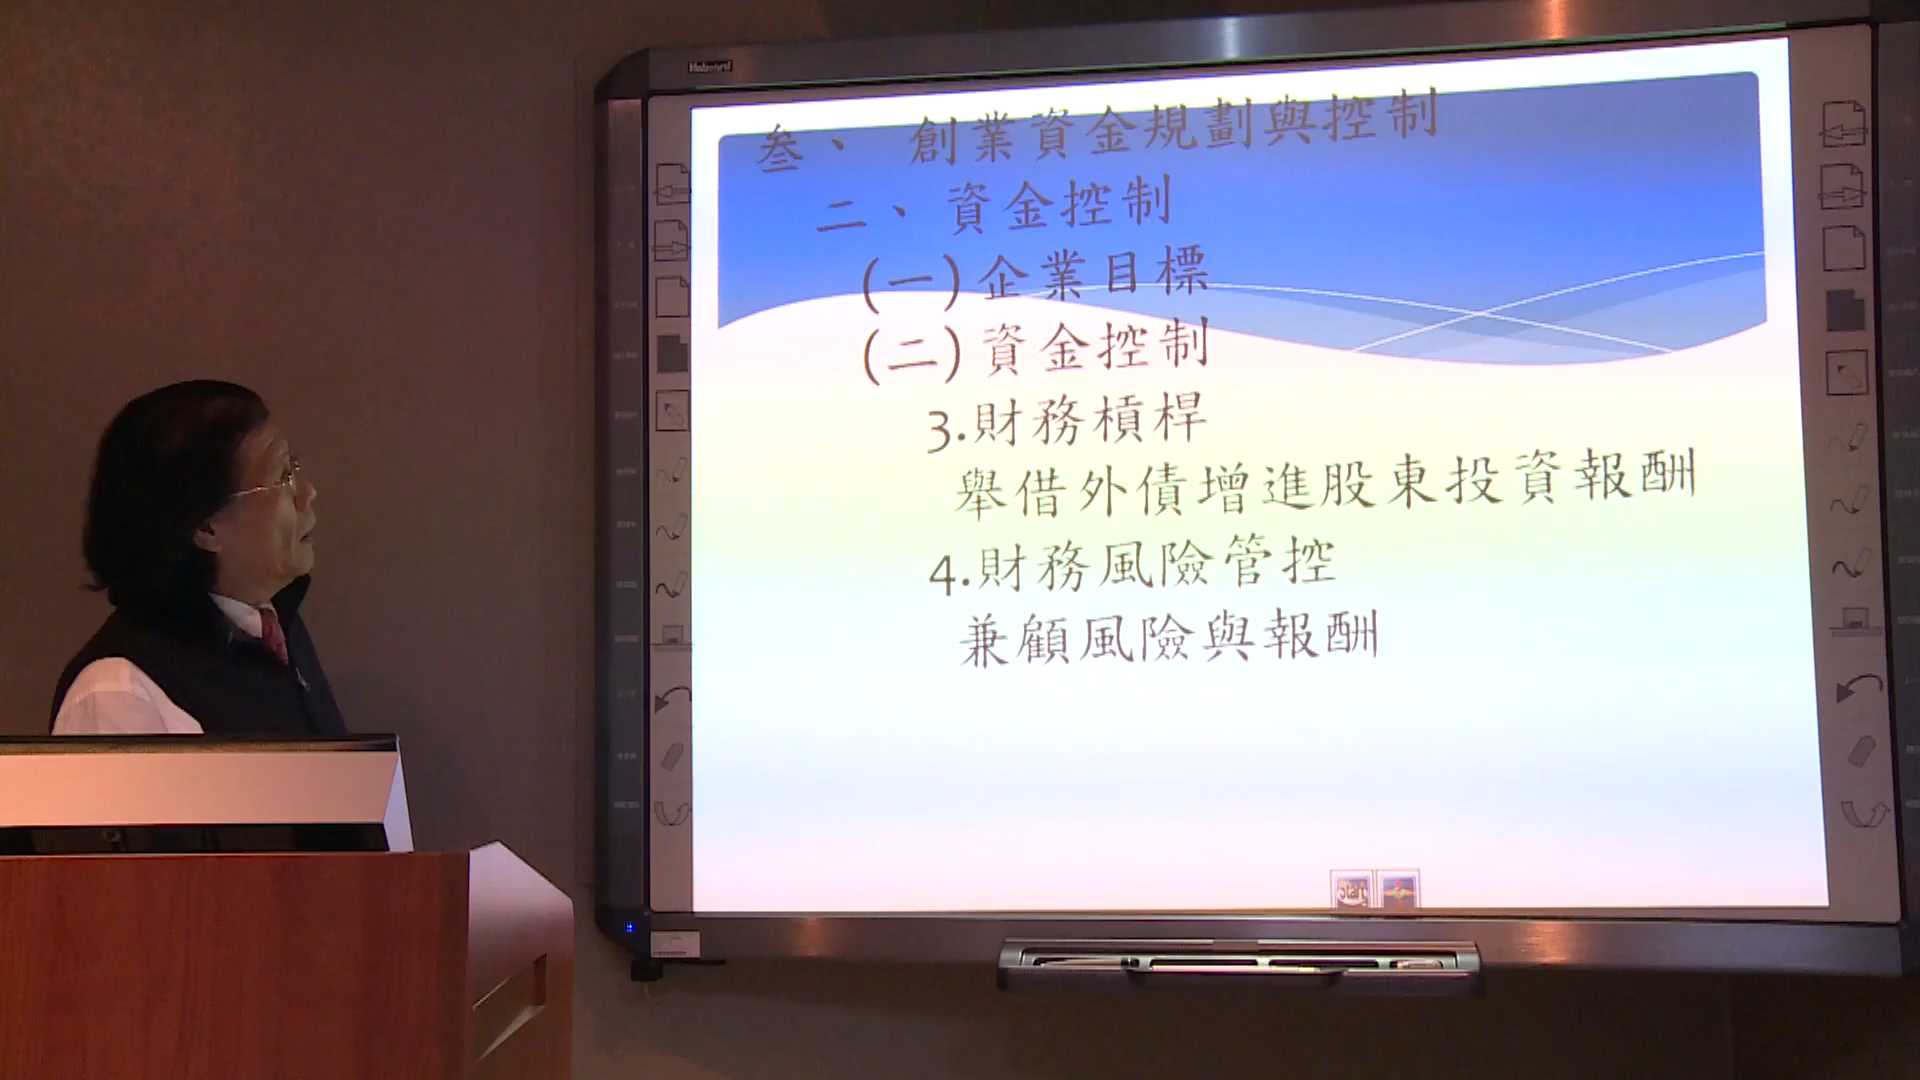 Haboard
叁、 創業資金規劃與控制
二、資金控制
(一)企業目標
(二)資金控制
3.財務槓桿
舉借外債增進股東投資報酬
4.財務風險管控
兼顧風險與報酬